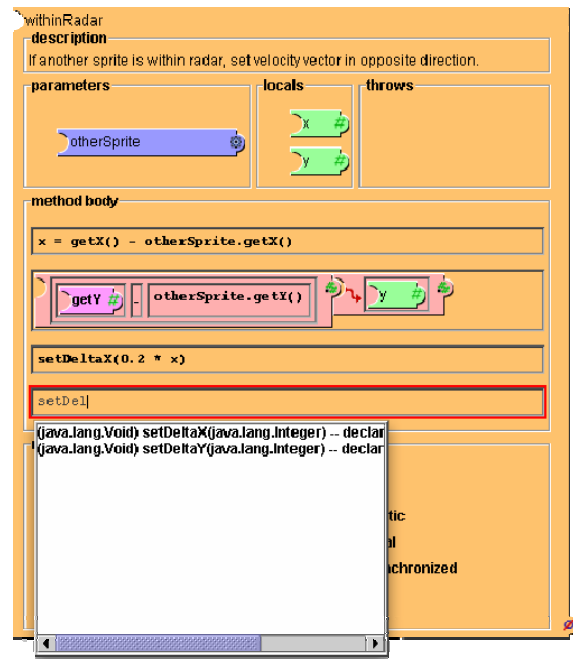 withinRadar
description
If another sprite is within radar, set velocity vector in opposite direction.
parameters locals throws
otherSprite
x #
y #
method body
x = getX() - otherSprite.getX()
getY # - otherSprite.getY() y #
setDeltaX(0.2 * x)
setDel
(java.lang.Void) setDeltaX(java.lang.Integer) -- declar
(java.lang.Void) setDeltaY(java.lang.Integer) -- declar
tic
al
chronized